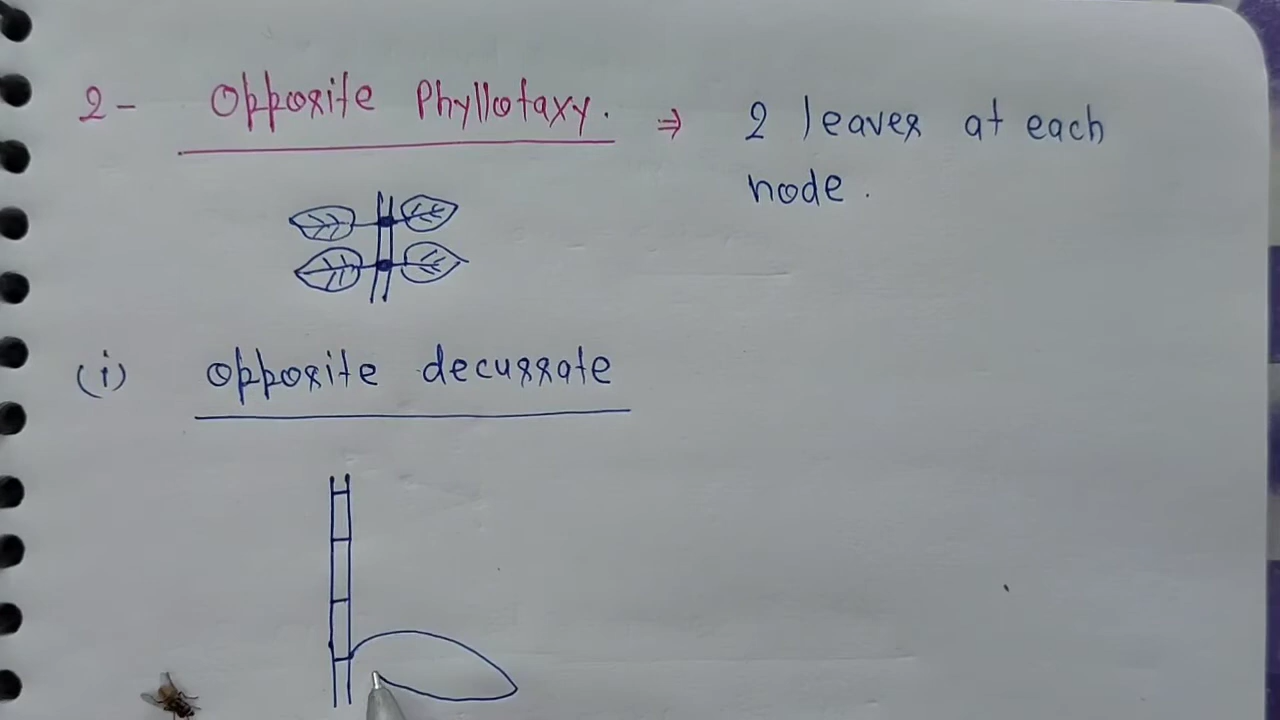 2- Opposite Phyllotaxy. ⇒ 2 leaves at each
node.
(i) Opposite decussate